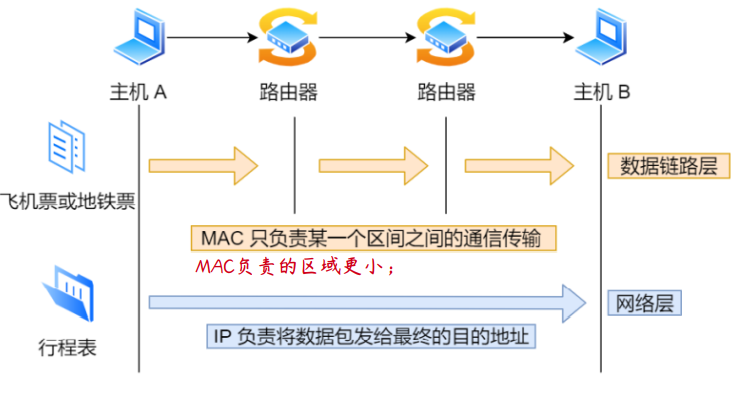 主机 A
路由器
路由器
主机 B
飞机票或地铁票
数据链路层
MAC 只负责某一个区间之间的通信传输
MAC负责的区域更小；
网络层
IP 负责将数据包发给最终的目的地址
行程表